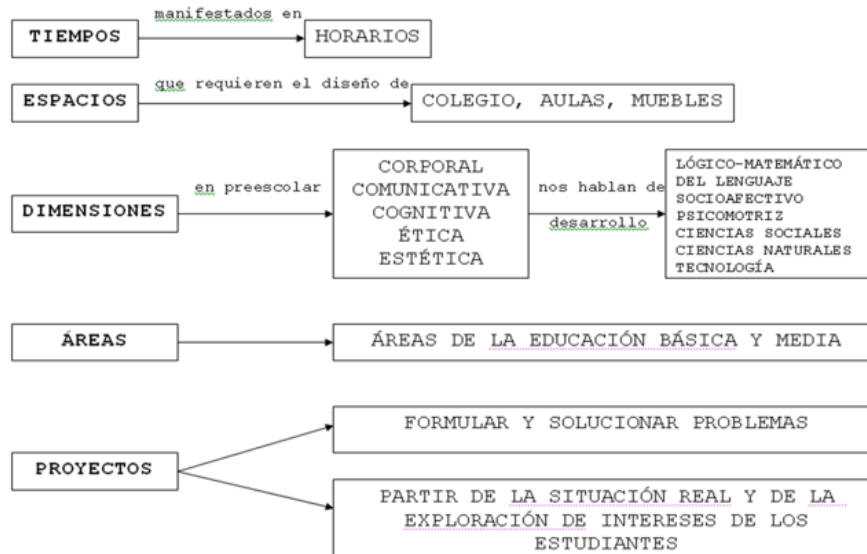 manifestados en
TIEMPOS
HORARIOS
que requieren el diseño de
ESPACIOS
COLEGIO, AULAS, MUEBLES
DIMENSIONES
en preescolar
CORPORAL
COMUNICATIVA
COGNITIVA
ÉTICA
ESTÉTICA
nos hablan de
desarrollo
LÓGICO-MATEMÁTICO
DEL LENGUAJE
SOCIOAFECTIVO
PSICOMOTRIZ
CIENCIAS SOCIALES
CIENCIAS NATURALES
TECNOLOGÍA
ÁREAS
ÁREAS DE LA EDUCACIÓN BÁSICA Y MEDIA
PROYECTOS
FORMULAR Y SOLUCIONAR PROBLEMAS
PARTIR DE LA SITUACIÓN REAL Y DE LA
EXPLORACIÓN DE INTERESES DE LOS
ESTUDIANTES